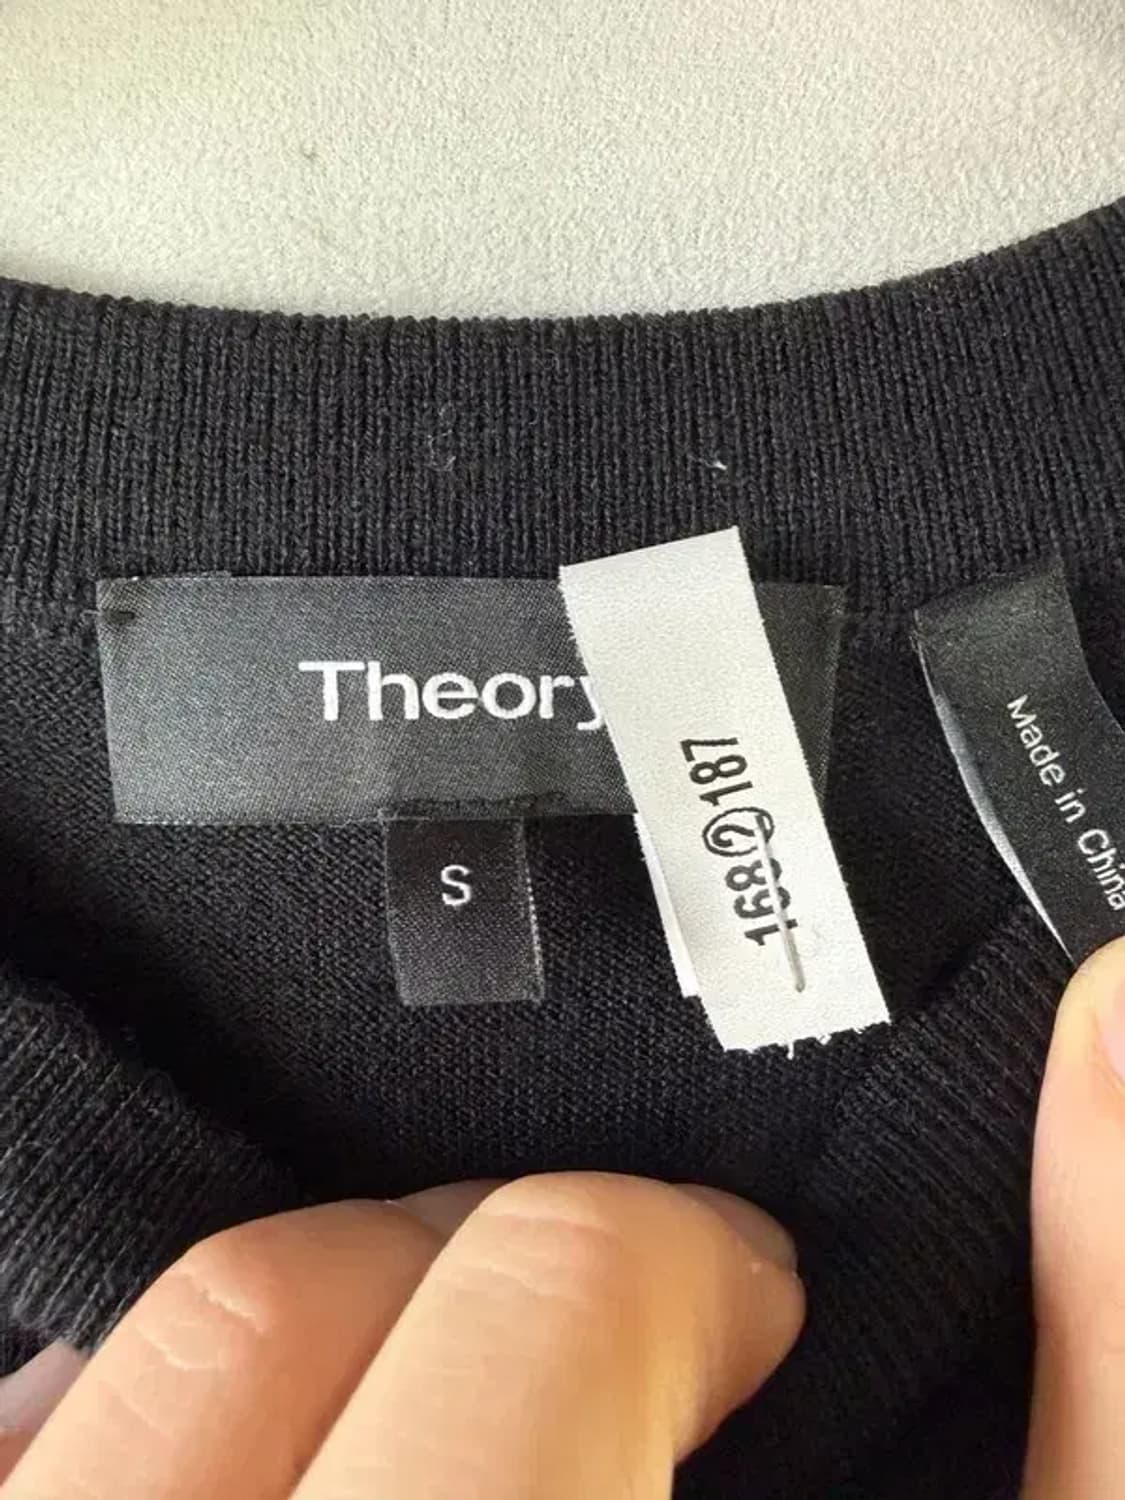 Theory
S
168②187
Made in China